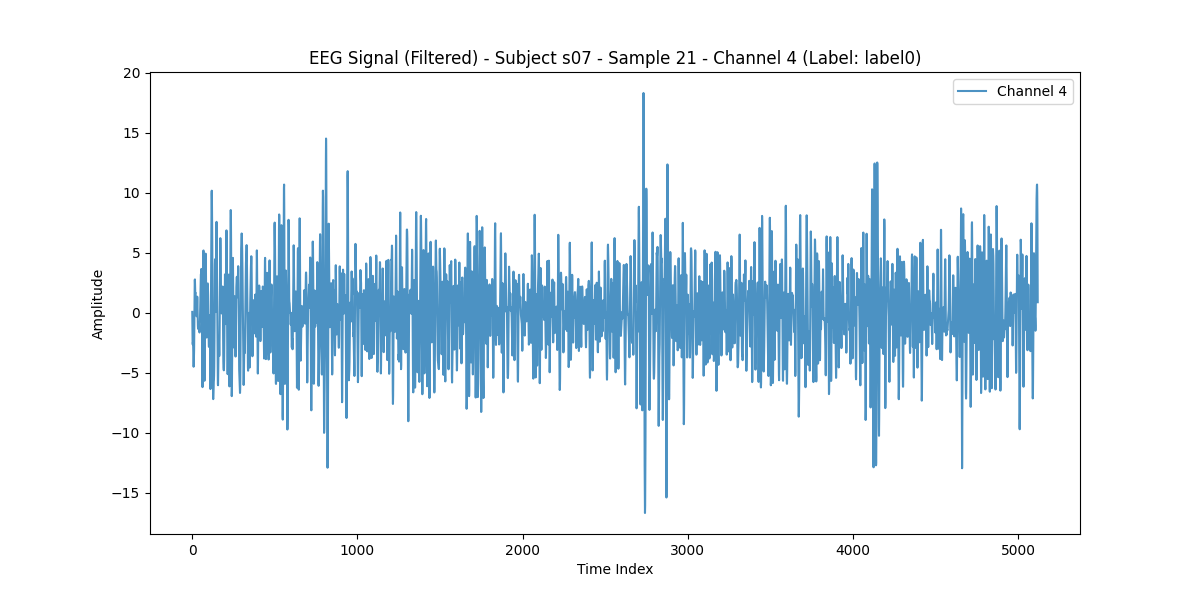 EEG Signal (Filtered) - Subject s07 - Sample 21 - Channel 4 (Label: label0)
Channel 4
20
15
10
5
0
−5
−10
−15
Amplitude
0 1000 2000 3000 4000 5000
Time Index